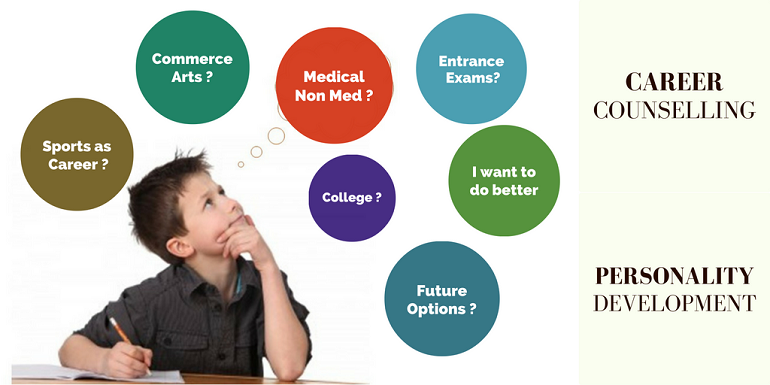 Commerce
Arts ?
Medical
Non Med ?
Entrance
Exams?
Sports as
Career ?
College ?
I want to
do better
Future
Options ?
CAREER
COUNSELLING
PERSONALITY
DEVELOPMENT